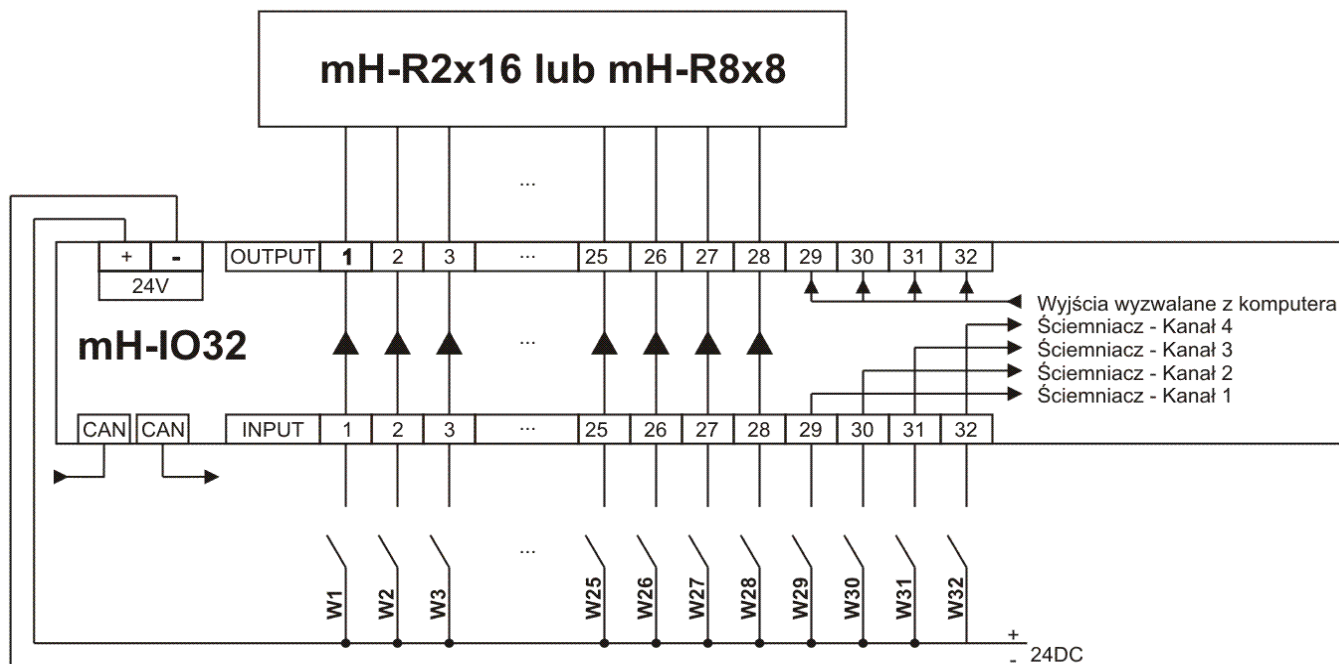 mH-R2x16 lub mH-R8x8
...
+ - OUTPUT 1 2 3 ... 25 26 27 28 29 30 31 32
24V
Wyjścia wyzwalane z komputera
Ściemniacz - Kanał 4
mH-IO32 ... Ściemniacz - Kanał 3
Ściemniacz - Kanał 2
Ściemniacz - Kanał 1
CAN CAN INPUT 1 2 3 ... 25 26 27 28 29 30 31 32
...
W1 W2 W3 W25 W26 W27 W28 W29 W30 W31 W32
+
- 24DC